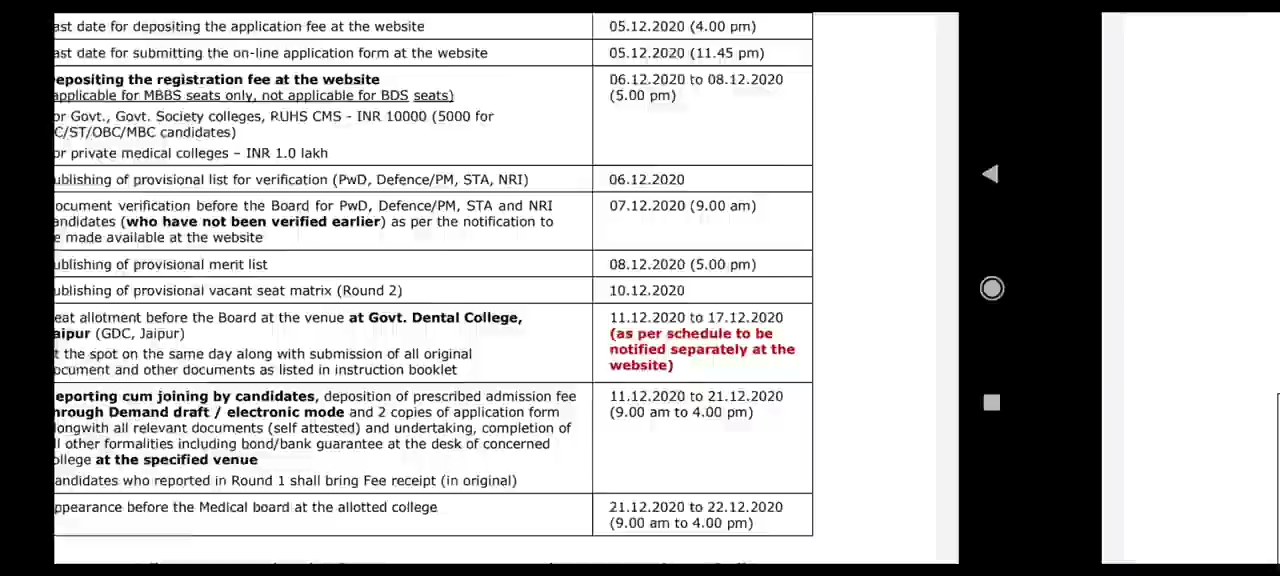 ast date for depositing the application fee at the website 05.12.2020 (4.00 pm)
ast date for submitting the on-line application form at the website 05.12.2020 (11.45 pm)
epositing the registration fee at the website 06.12.2020 to 08.12.2020
applicable for MBBS seats only, not applicable for BDS seats) (5.00 pm)
or Govt., Govt. Society colleges, RUHS CMS - INR 10000 (5000 for
C/ST/OBC/MBC candidates)
or private medical colleges – INR 1.0 lakh
ublishing of provisional list for verification (PwD, Defence/PM, STA, NRI) 06.12.2020
ocument verification before the Board for PwD, Defence/PM, STA and NRI 07.12.2020 (9.00 am)
andidates (who have not been verified earlier) as per the notification to
e made available at the website
ublishing of provisional merit list 08.12.2020 (5.00 pm)
ublishing of provisional vacant seat matrix (Round 2) 10.12.2020
eat allotment before the Board at the venue at Govt. Dental College, 11.12.2020 to 17.12.2020
aipur (GDC, Jaipur) (as per schedule to be
t the spot on the same day along with submission of all original notified separately at the
ocument and other documents as listed in instruction booklet website)
eporting cum joining by candidates, deposition of prescribed admission fee 11.12.2020 to 21.12.2020
hrough Demand draft / electronic mode and 2 copies of application form (9.00 am to 4.00 pm)
longwith all relevant documents (self attested) and undertaking, completion of
ll other formalities including bond/bank guarantee at the desk of concerned
ollege at the specified venue
andidates who reported in Round 1 shall bring Fee receipt (in original)
ppearance before the Medical board at the allotted college 21.12.2020 to 22.12.2020
(9.00 am to 4.00 pm)